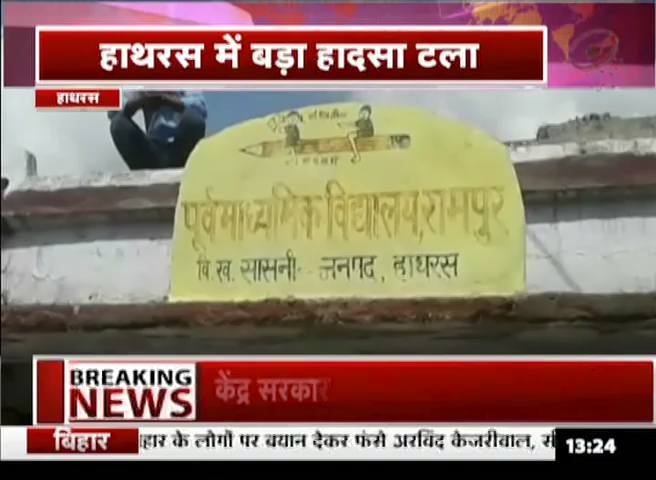 हाथरस में बड़ा हादसा टला
हाथरस
पूर्व माध्यमिक विद्यालय, रामपुर
वि.ख. सासनी- जनपद, हाथरस
BREAKING
NEWS
केंद्र सरकार
बिहार
हार के लोगों पर बयान देकर फंसे अरविंद केजरीवाल,
13:24